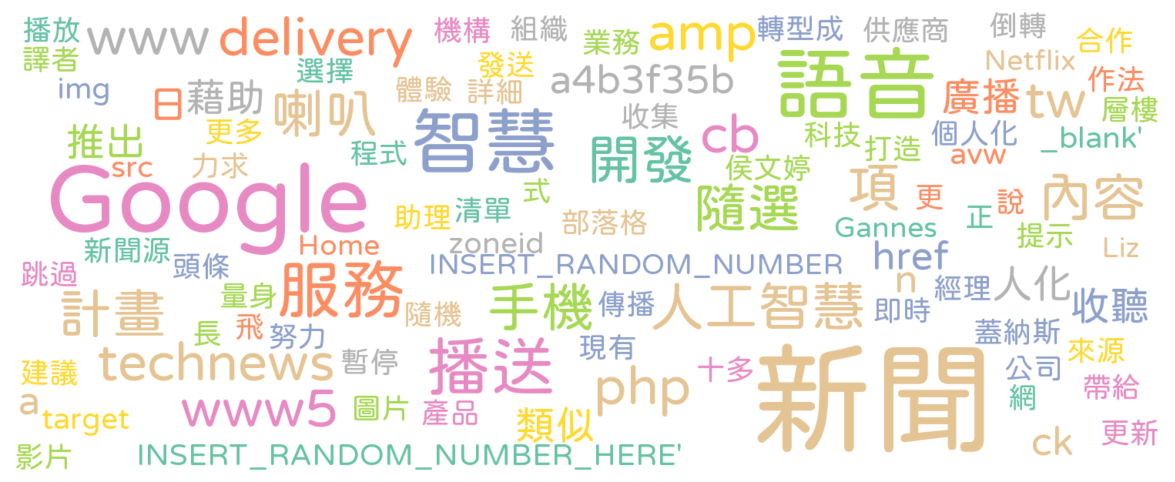 播放
www
delivery
機構
組織
業務
amp
轉型成
供應商
倒轉
合作
譯者
選擇
發送
Netflix
作法
img
日
藉助
喇叭
體驗
詳細
a4b3f35b
語音
廣播
tw
層樓
推出
更多
智慧
收集
cb
科技
打造
個人化
_blank'
src
力求
程式
開發
侯文婷
avw
Google
式
隨選
項
更
說
內容
助理
清單
部落格
Gannes
正
提示
新聞源
Home
zoneid
Liz
跳過
頭條
服務
INSERT_RANDOM_NUMBER
href
人化
計畫
量身
隨機
手機
傳播
人工智慧
n
即時
經理
收聽
長
飛
努力
蓋納斯
建議
technews
暫停
播送
現有
十多
新聞
公司
來源
a
target
www5
圖片
產品
類似
php
網
帶給
影片
INSERT_RANDOM_NUMBER_HERE'
ck
更新